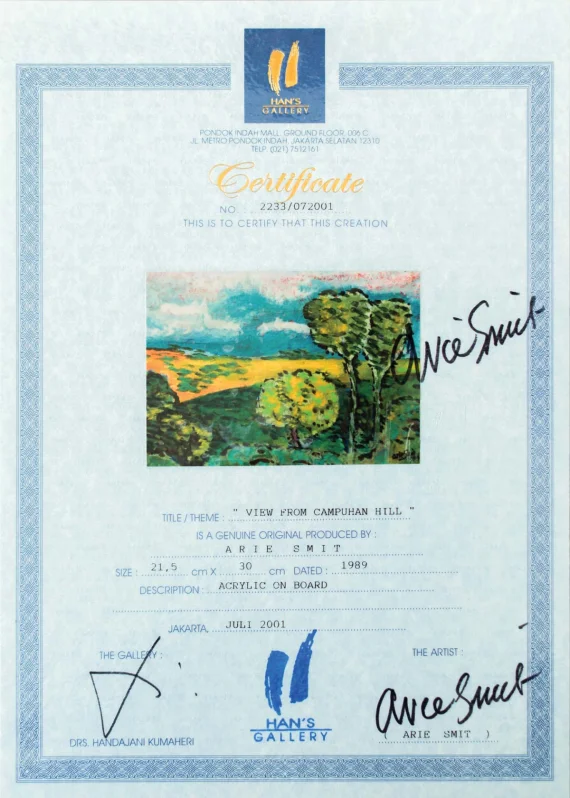 HAN'S
GALLERY
PONDOK INDAH MALL, GROUND FLOOR, 006 C
JL. METRO PONDOK INDAH, JAKARTA SELATAN 12310
TELP. (021) 7512161
Certificate
NO. : 2233/072001
THIS IS TO CERTIFY THAT THIS CREATION
Arie Smit
TITLE / THEME : " VIEW FROM CAMPUHAN HILL "
IS A GENUINE ORIGINAL PRODUCED BY :
ARIE SMIT
SIZE : 21,5 cm X 30 cm DATED : 1989
DESCRIPTION : ACRYLIC ON BOARD
JAKARTA, JULI 2001
THE GALLERY : THE ARTIST :
Arie Smit
HAN'S
GALLERY
DRS. HANDAJANI KUMAHERI ( ARIE SMIT )